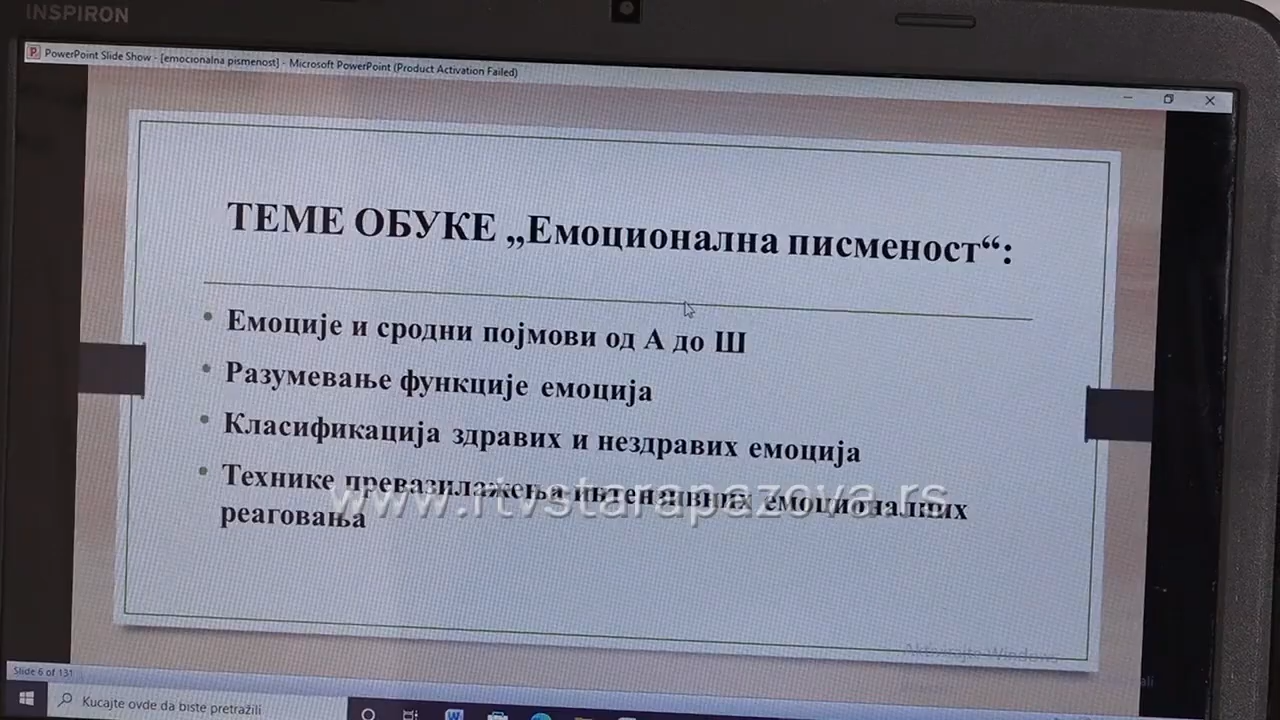 INSPIRON
PowerPoint Slide Show - [emocionalna pismenost] - Microsoft PowerPoint (Product Activation Failed)
ТЕМЕ ОБУКЕ „Емоционална писменост“:
Емоције и сродни појмови од А до Ш
Разумевање функције емоција
Класификација здравих и нездравих емоција
Технике превазилажења интензивних емоционалних
реаговања
www.rtvstarapazova.rs
Aktivirajte Windows
Slide 6 of 131
Kucajte ovde da biste pretražili